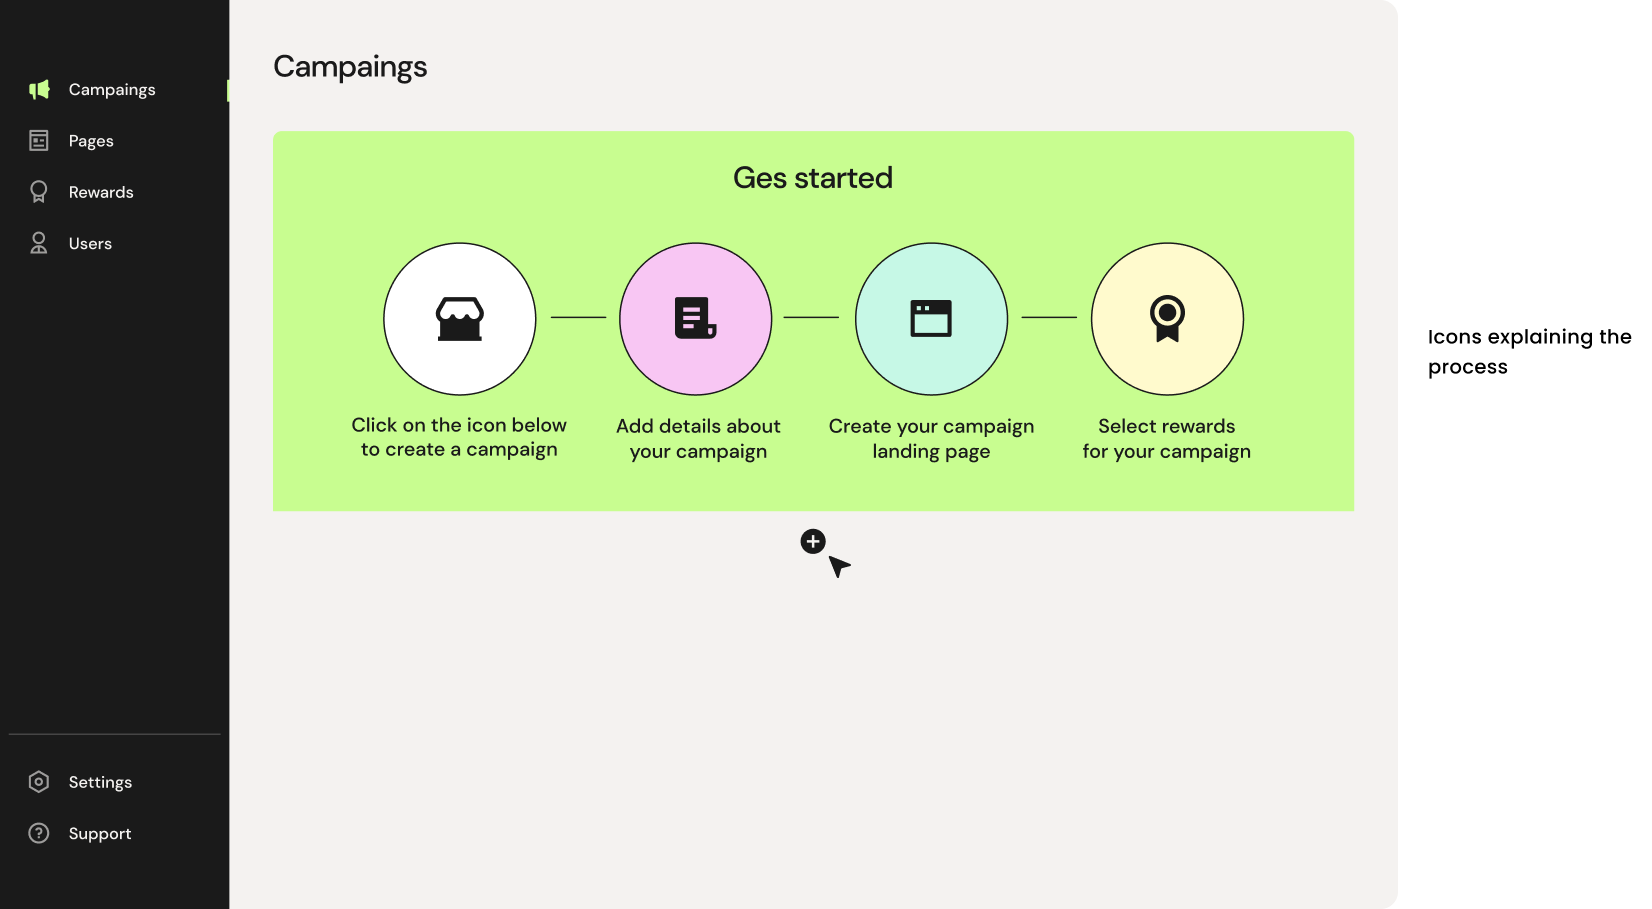 Campaings
Pages
Rewards
Users
Settings
Support
Campaings
Ges started
Click on the icon below
to create a campaign
Add details about
your campaign
Create your campaign
landing page
Select rewards
for your campaign
Icons explaining the
process